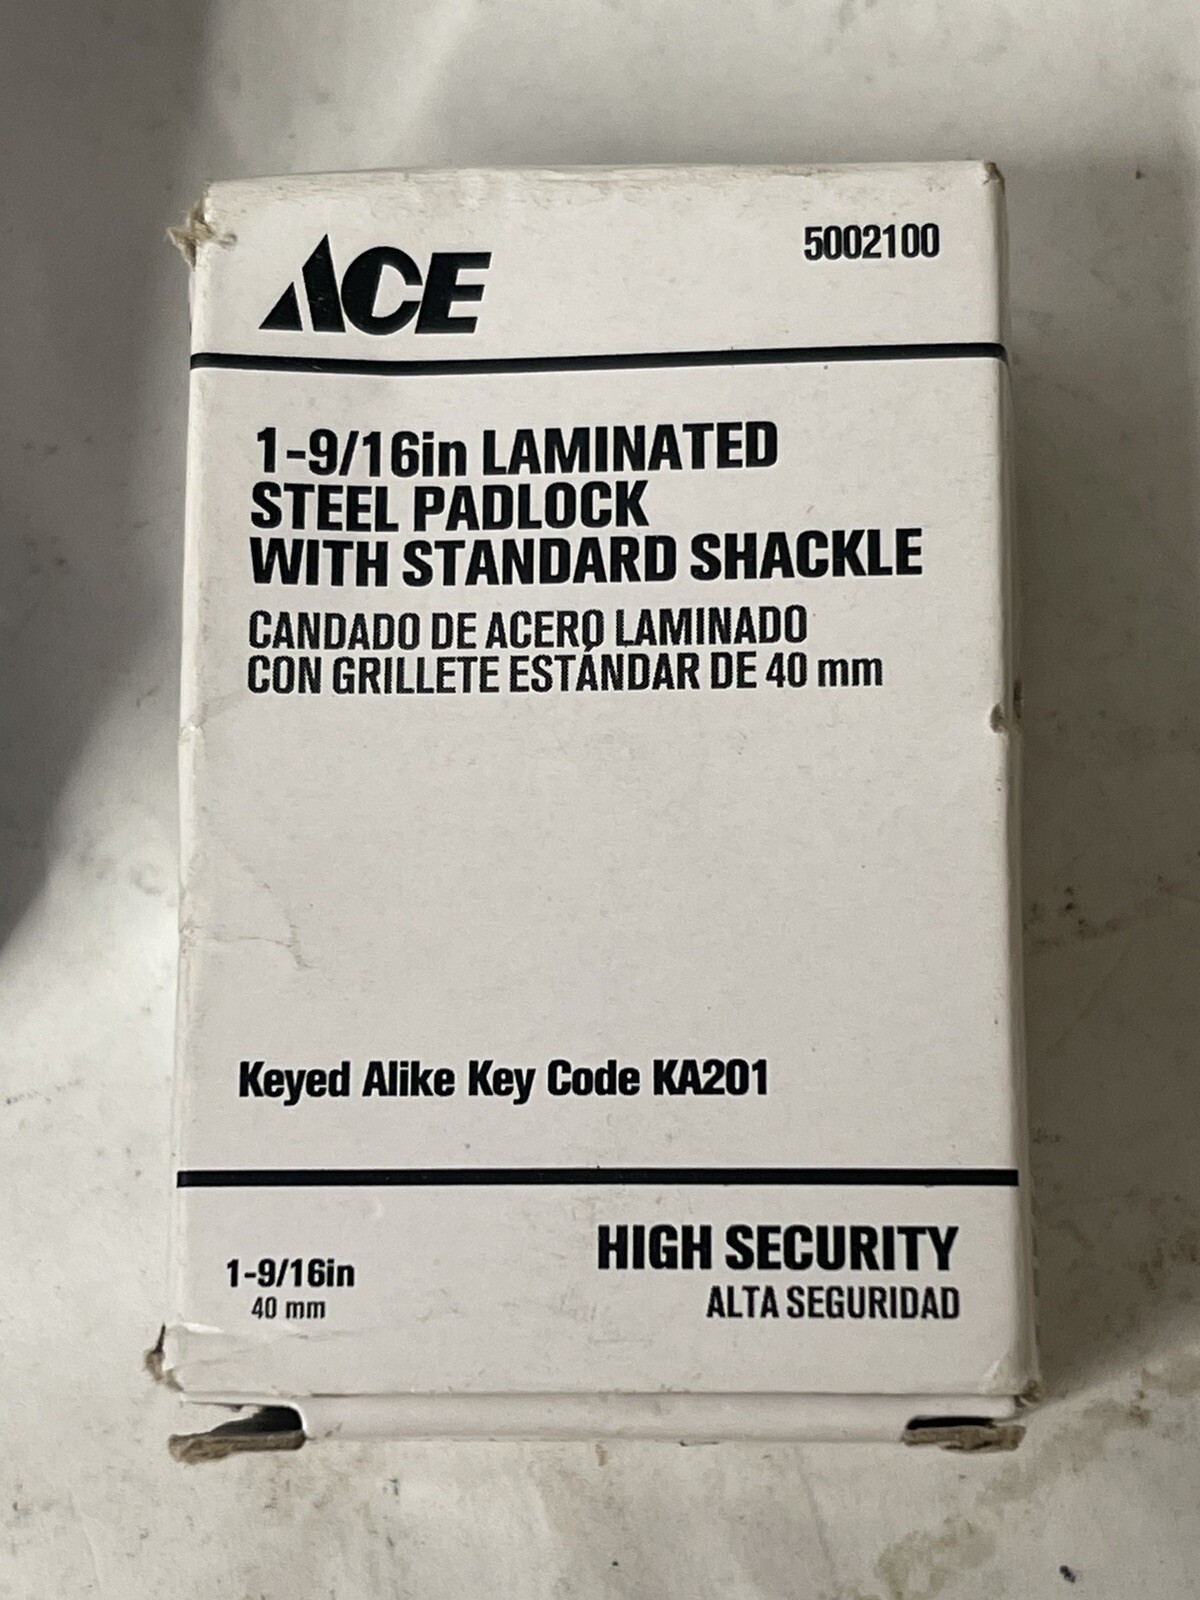 ACE
5002100
1-9/16in LAMINATED
STEEL PADLOCK
WITH STANDARD SHACKLE
CANDADO DE ACERO LAMINADO
CON GRILLETE ESTÁNDAR DE 40 mm
Keyed Alike Key Code KA201
1-9/16in
40 mm
HIGH SECURITY
ALTA SEGURIDAD